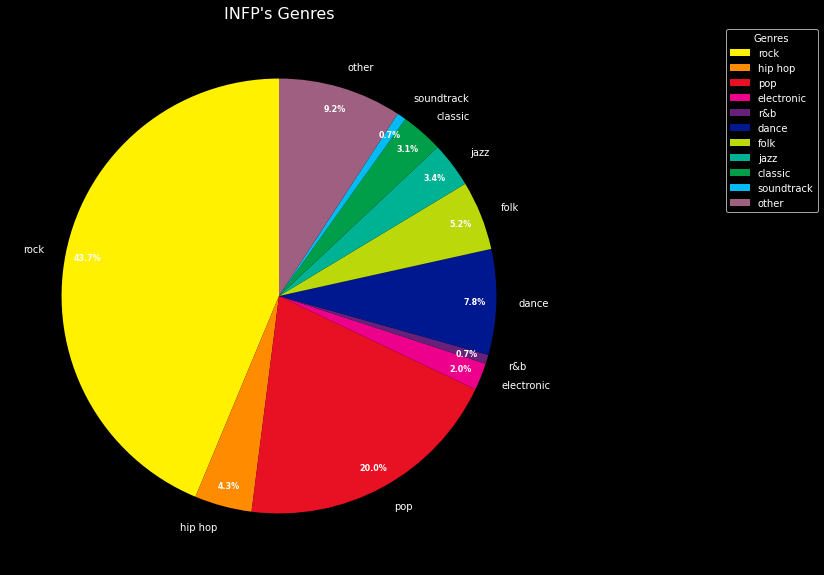 INFP's Genres
other
9.2%
soundtrack
0.7%
classic
3.1%
jazz
3.4%
folk
5.2%
rock
43.7%
dance
7.8%
r&b
0.7%
electronic
2.0%
pop
20.0%
hip hop
4.3%
Genres
rock
hip hop
pop
electronic
r&b
dance
folk
jazz
classic
soundtrack
other